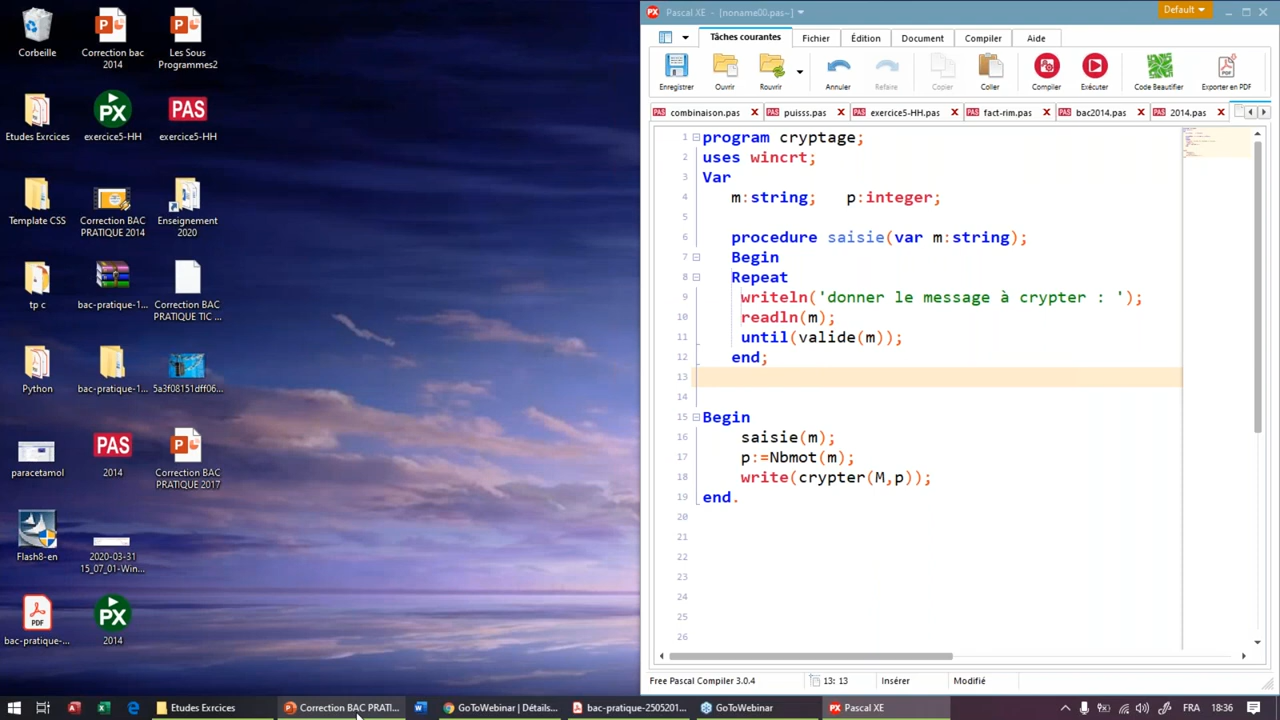 Corbeille
Correction bac
2014
Les Sous
Programmes2
Etudes Exrcices
exercice5-HH
exercice5-HH
Template CSS
Correction BAC
PRATIQUE 2014
Enseignement
2020
tp c
bac-pratique-1...
Correction BAC
PRATIQUE TIC ...
Python
bac-pratique-1...
5a3f08151dff06...
paracetamol
2014
Correction BAC
PRATIQUE 2017
Flash8-en
2020-03-31
15_07_01-Win...
bac-pratique-...
2014
Pascal XE - [noname00.pas--]
Default
Tâches courantes
Fichier
Édition
Document
Compiler
Aide
Enregistrer
Ouvrir
Rouvrir
Annuler
Refaire
Copier
Coller
Compiler
Exécuter
Code Beautifier
Exporter en PDF
combinaison.pas
puisss.pas
exercice5-HH.pas
fact-rim.pas
bac2014.pas
2014.pas
1 program cryptage;
2 uses wincrt;
3 Var
4 m:string; p:integer;
5
6 procedure saisie(var m:string);
7 Begin
8 Repeat
9 writeln('donner le message à crypter : ');
10 readln(m);
11 until(valide(m));
12 end;
13
14
15 Begin
16 saisie(m);
17 p:=Nbmot(m);
18 write(crypter(M,p));
19 end.
20
21
22
23
24
25
26
Free Pascal Compiler 3.0.4
13: 13
Insérer
Modifié
Etudes Exrcices
Correction BAC PRATI...
GoToWebinar | Détails...
bac-pratique-2505201...
GoToWebinar
Pascal XE
FRA
18:36